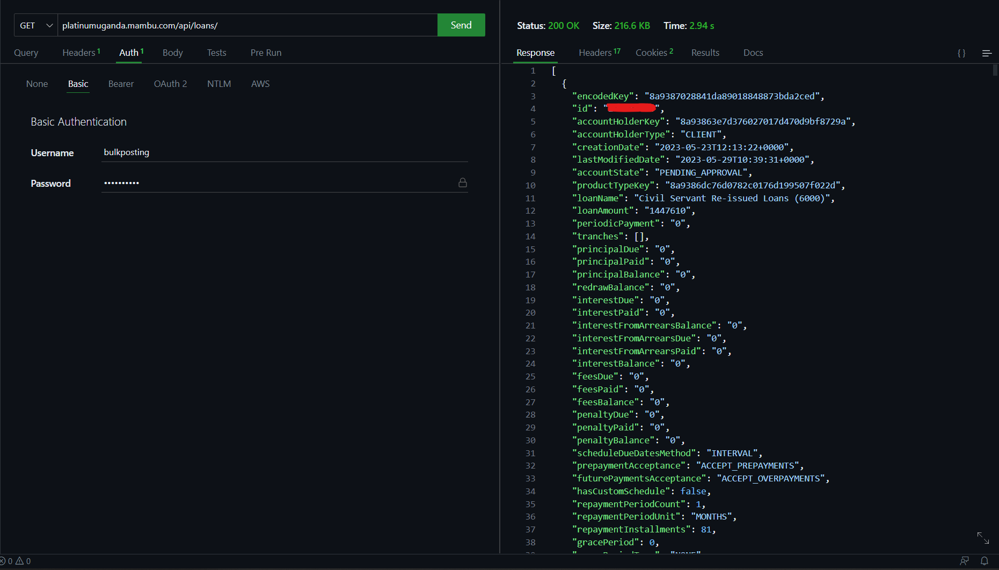 GET platinumuganda.mambu.com/api/loans/ Send
Query Headers 1 Auth 1 Body Tests Pre Run
None Basic Bearer OAuth 2 NTLM AWS
Basic Authentication
Username bulkposting
Password ••••••••••
Status: 200 OK Size: 216.6 KB Time: 2.94 s
Response Headers 17 Cookies 2 Results Docs { }
1 [
2 {
3 "encodedKey": "8a9387028841da89018848873bda2ced",
4 "id": "",
5 "accountHolderKey": "8a93863e7d376027017d470d9bf8729a",
6 "accountHolderType": "CLIENT",
7 "creationDate": "2023-05-23T12:13:22+0000",
8 "lastModifiedDate": "2023-05-29T10:39:31+0000",
9 "accountState": "PENDING_APPROVAL",
10 "productTypeKey": "8a9386dc76d0782c0176d199507f022d",
11 "loanName": "Civil Servant Re-issued Loans (6000)",
12 "loanAmount": "1447610",
13 "periodicPayment": "0",
14 "tranches": [],
15 "principalDue": "0",
16 "principalPaid": "0",
17 "principalBalance": "0",
18 "redrawBalance": "0",
19 "interestDue": "0",
20 "interestPaid": "0",
21 "interestFromArrearsBalance": "0",
22 "interestFromArrearsDue": "0",
23 "interestFromArrearsPaid": "0",
24 "interestBalance": "0",
25 "feesDue": "0",
26 "feesPaid": "0",
27 "feesBalance": "0",
28 "penaltyDue": "0",
29 "penaltyPaid": "0",
30 "penaltyBalance": "0",
31 "scheduleDueDatesMethod": "INTERVAL",
32 "prepaymentAcceptance": "ACCEPT_PREPAYMENTS",
33 "futurePaymentsAcceptance": "ACCEPT_OVERPAYMENTS",
34 "hasCustomSchedule": false,
35 "repaymentPeriodCount": 1,
36 "repaymentPeriodUnit": "MONTHS",
37 "repaymentInstallments": 81,
38 "gracePeriod": 0,
0 0